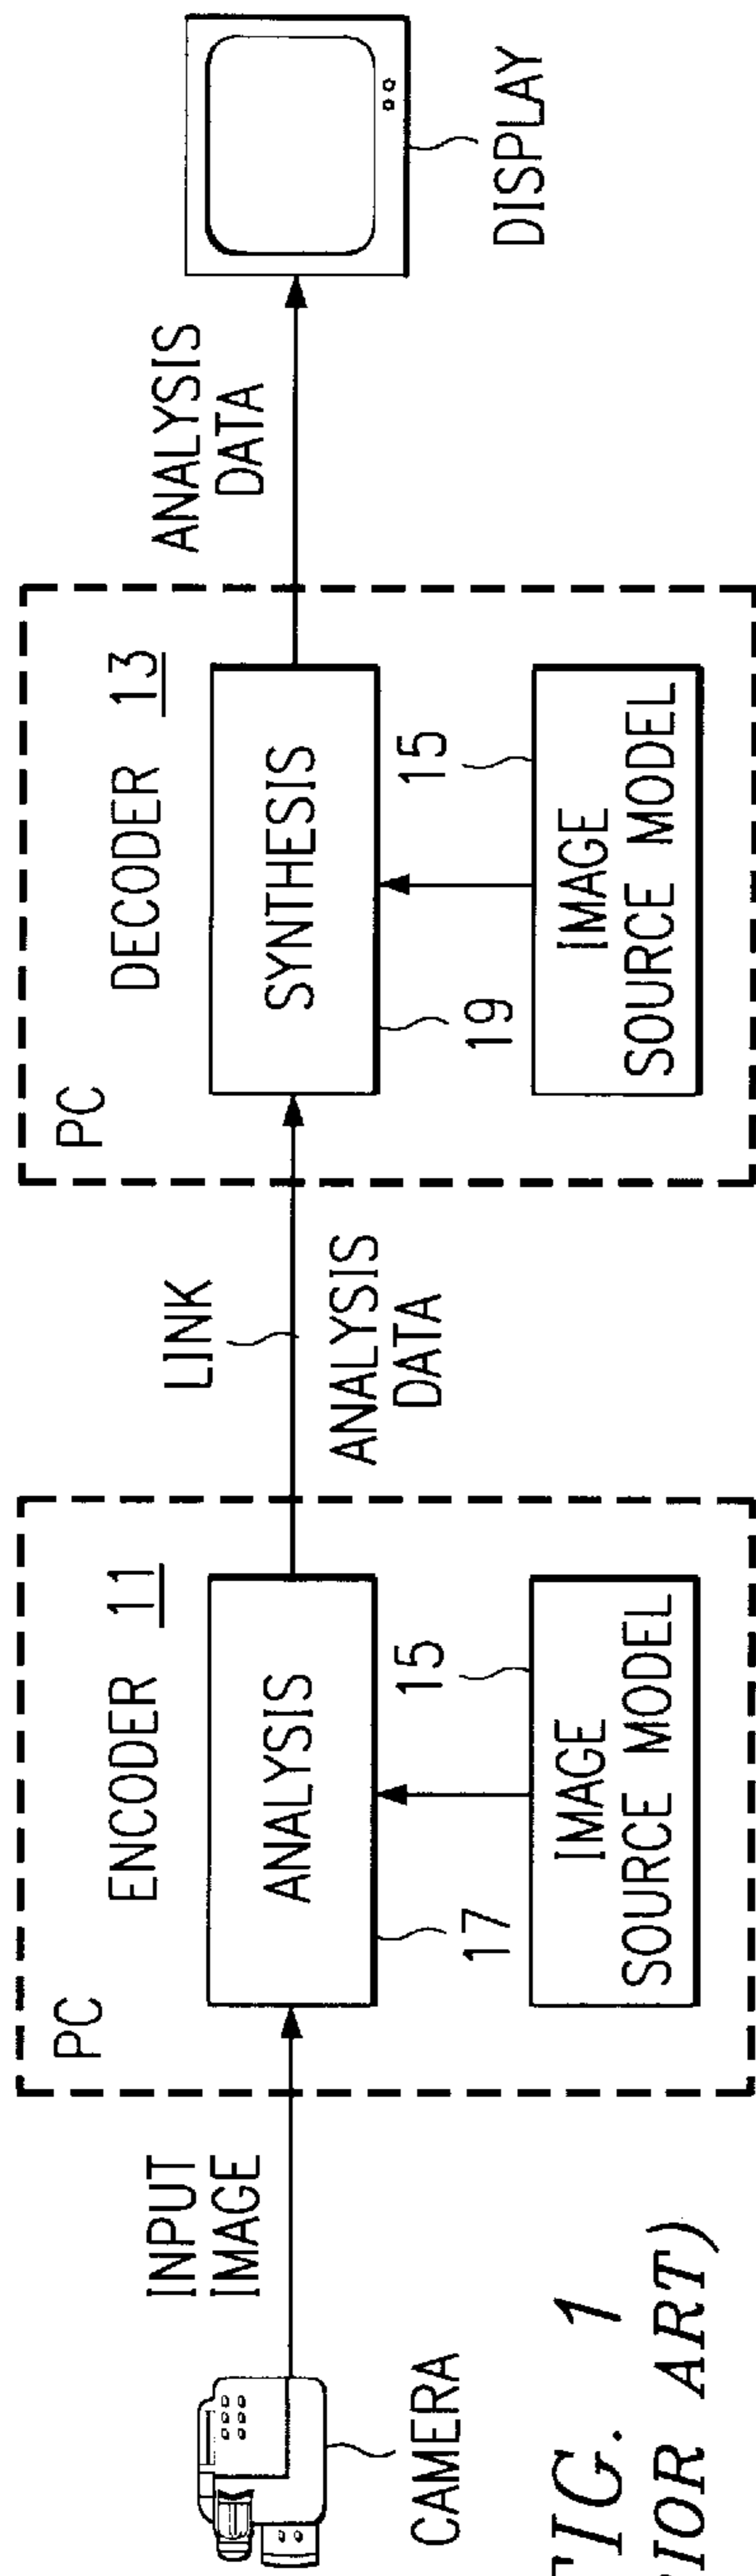 INPUT
IMAGE
CAMERA
PC
ENCODER 11
ANALYSIS
17
15
IMAGE
SOURCE MODEL
LINK
ANALYSIS
DATA
PC
DECODER 13
SYNTHESIS
19
15
IMAGE
SOURCE MODEL
ANALYSIS
DATA
DISPLAY
FIG. 1
ART)